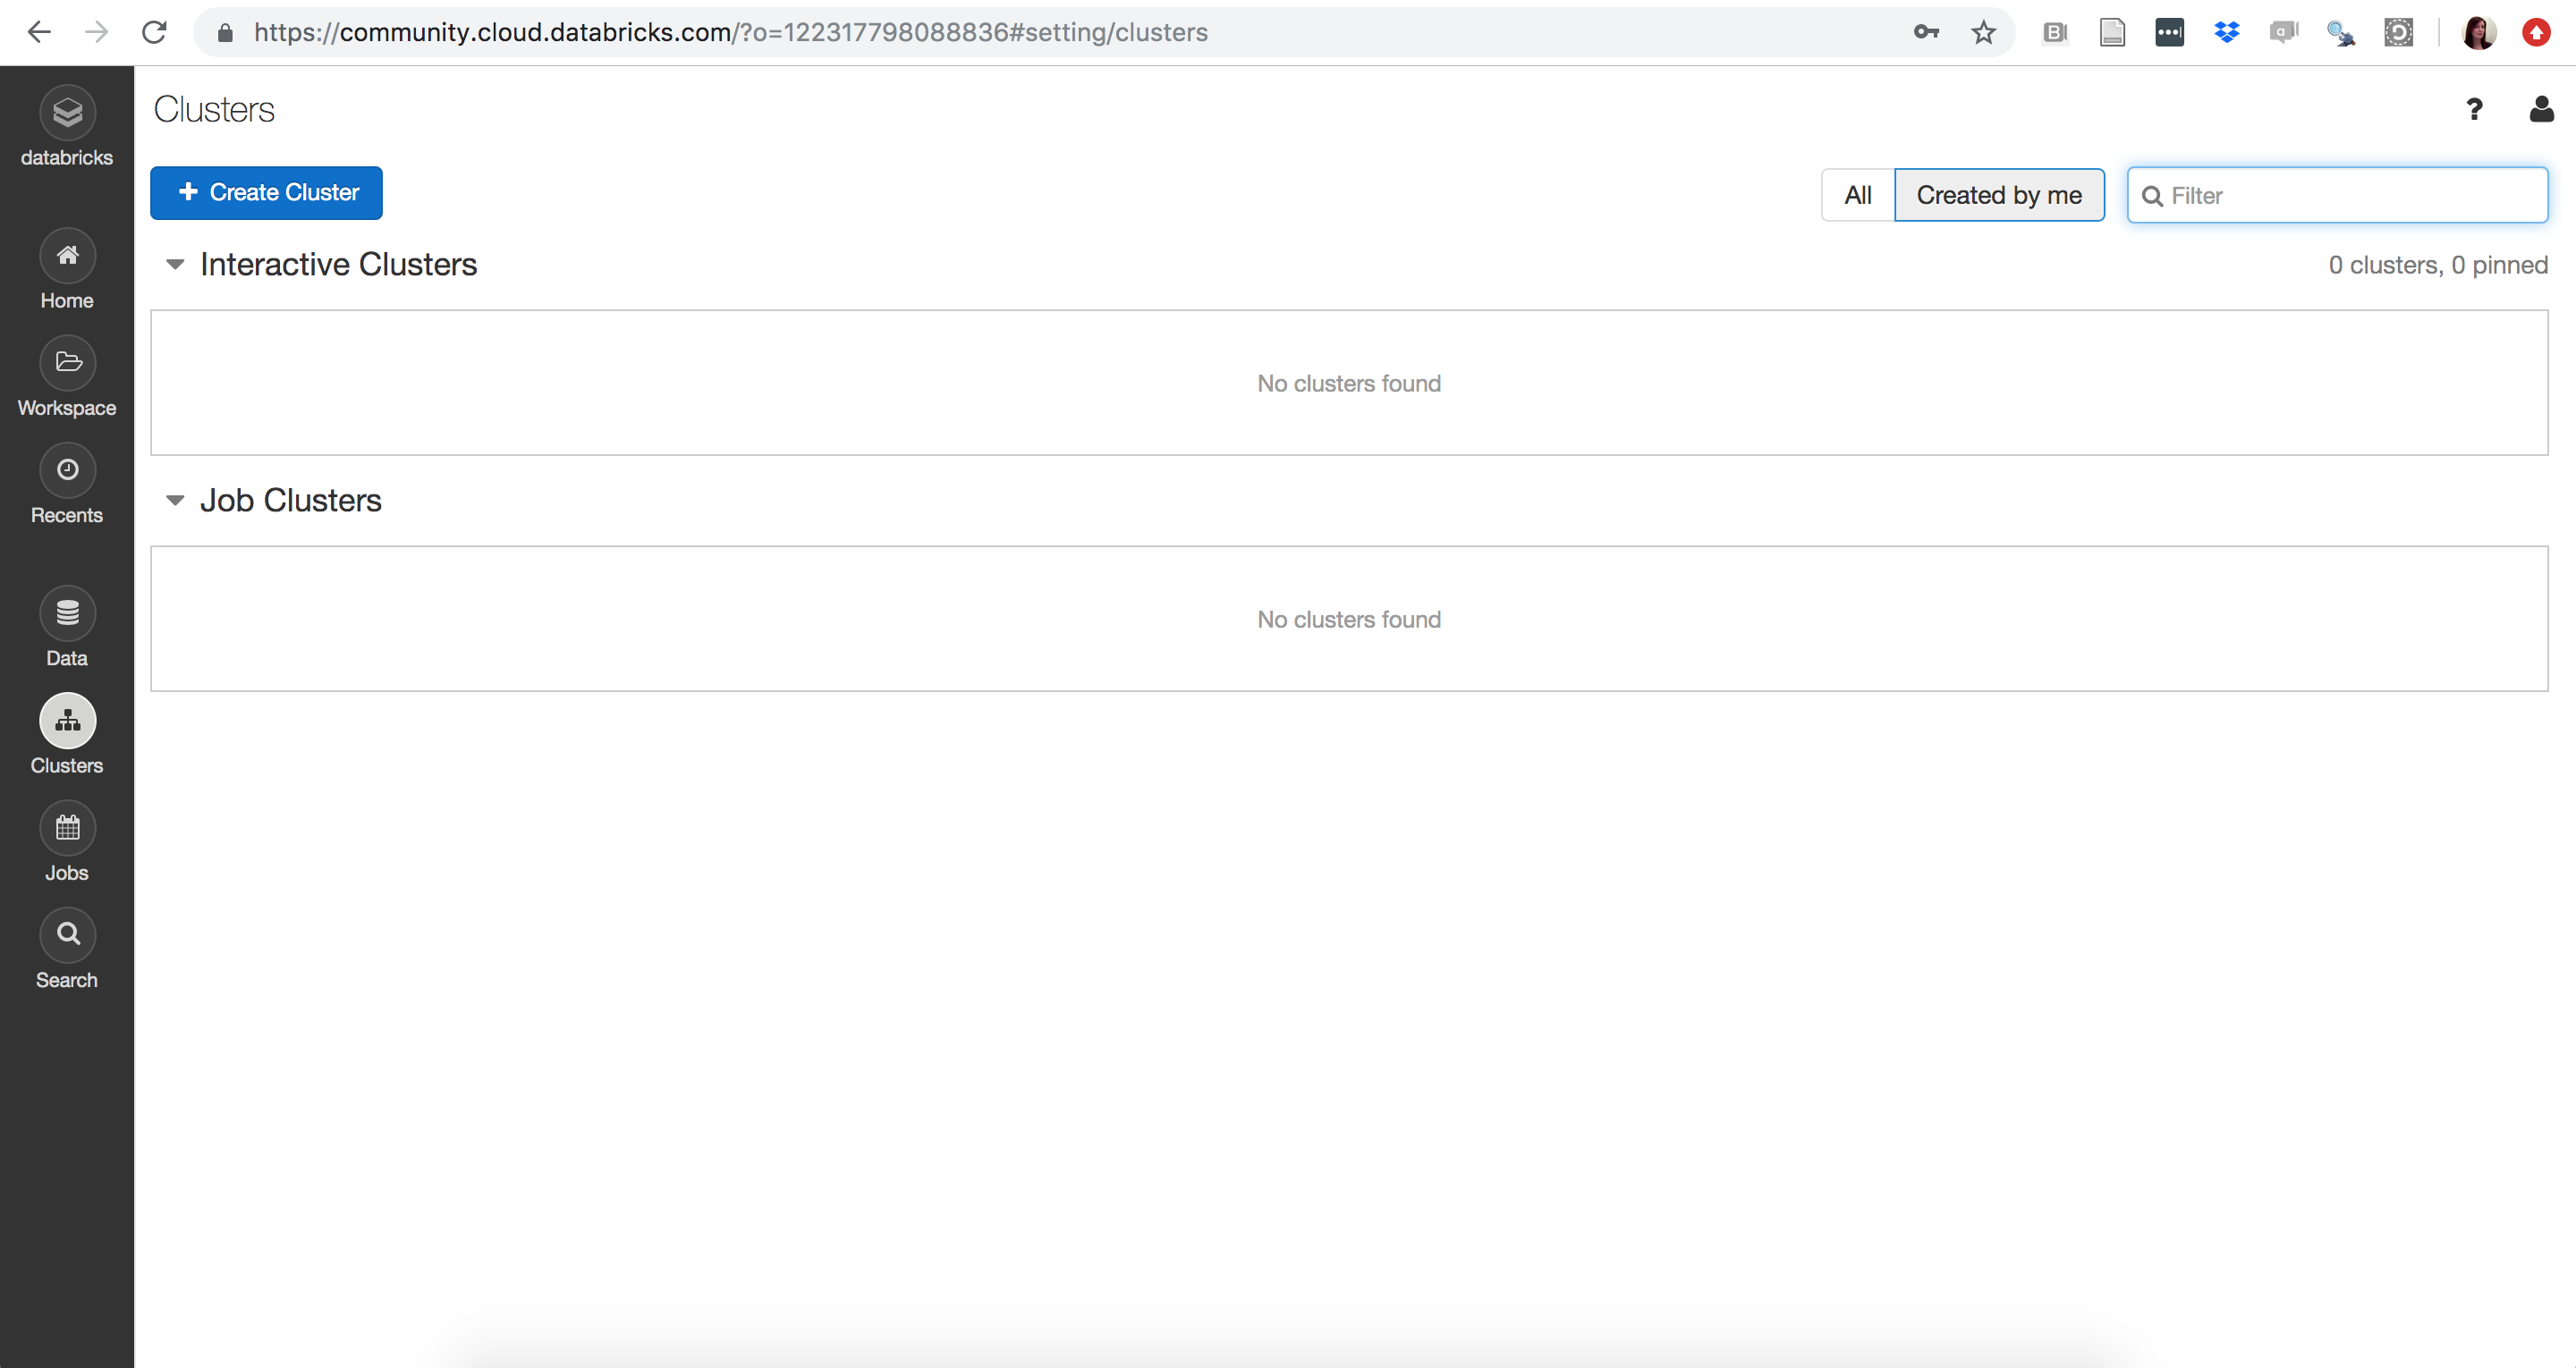 https://community.cloud.databricks.com/?o=122317798088836#setting/clusters
databricks
Home
Workspace
Recents
Data
Clusters
Jobs
Search
Clusters
?
+ Create Cluster
All
Created by me
Filter
Interactive Clusters
0 clusters, 0 pinned
No clusters found
Job Clusters
No clusters found